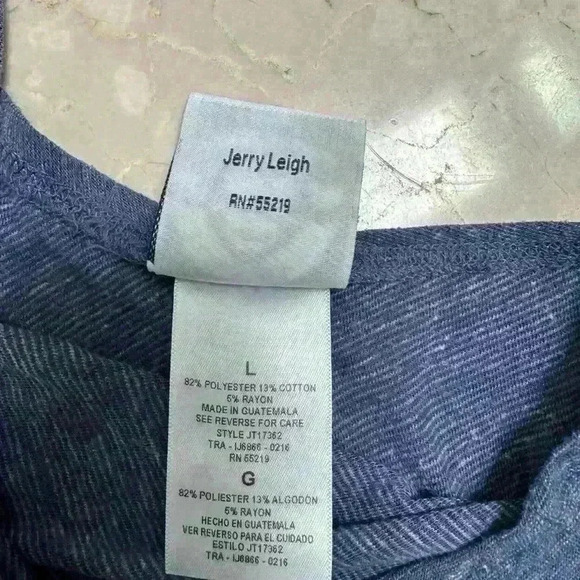 Jerry Leigh
RN#55219
L
82% POLYESTER 13% COTTON
5% RAYON
MADE IN GUATEMALA
SEE REVERSE FOR CARE
STYLE JT17362
TRA - IJ6866 - 0216
RN 55219
G
82% POLIESTER 13% ALGODON
5% RAYON
HECHO EN GUATEMALA
VER REVERSO PARA EL CUIDADO
ESTILO JT17362
TRA - IJ6866 - 0216